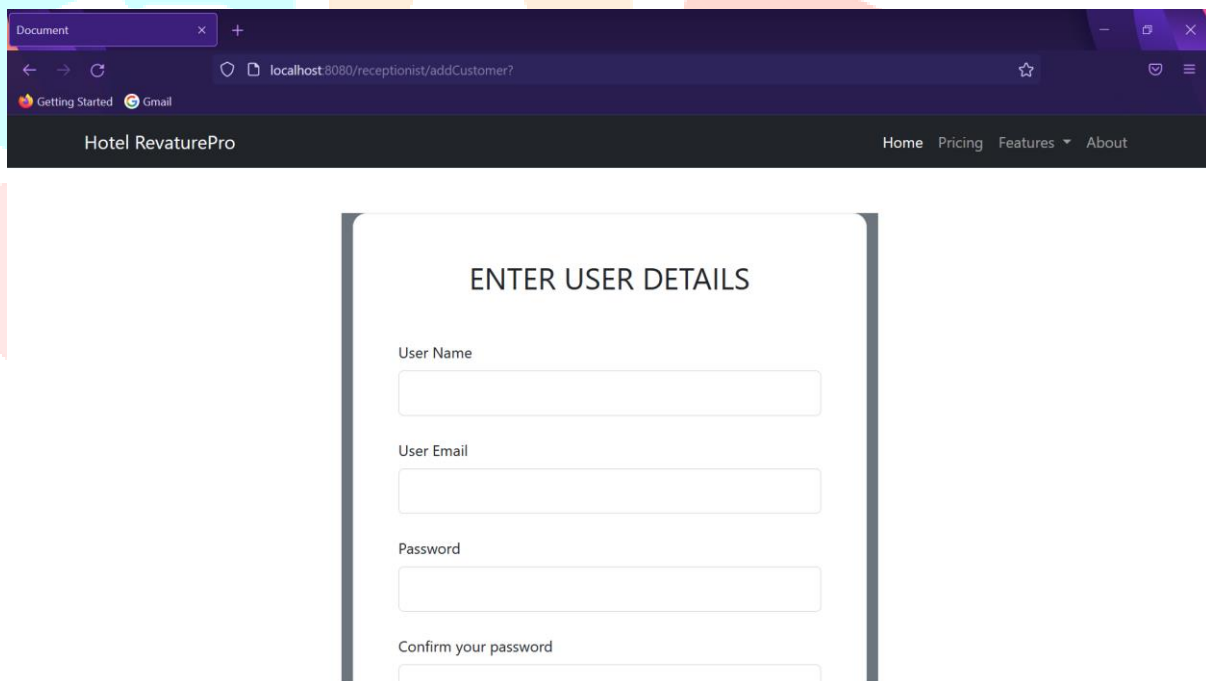 Document
localhost:8080/receptionist/addCustomer?
Getting Started Gmail
Hotel RevaturePro Home Pricing Features About
ENTER USER DETAILS
User Name
User Email
Password
Confirm your password